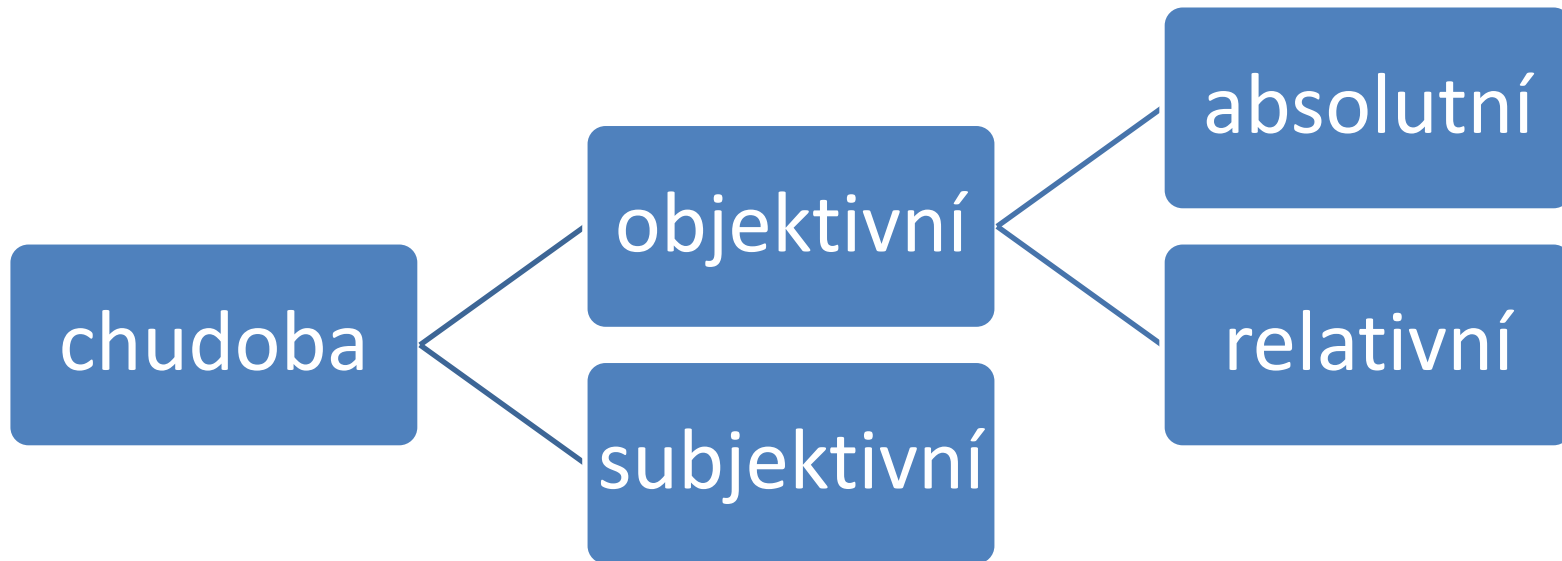 chudoba
objektivní
subjektivní
absolutní
relativní